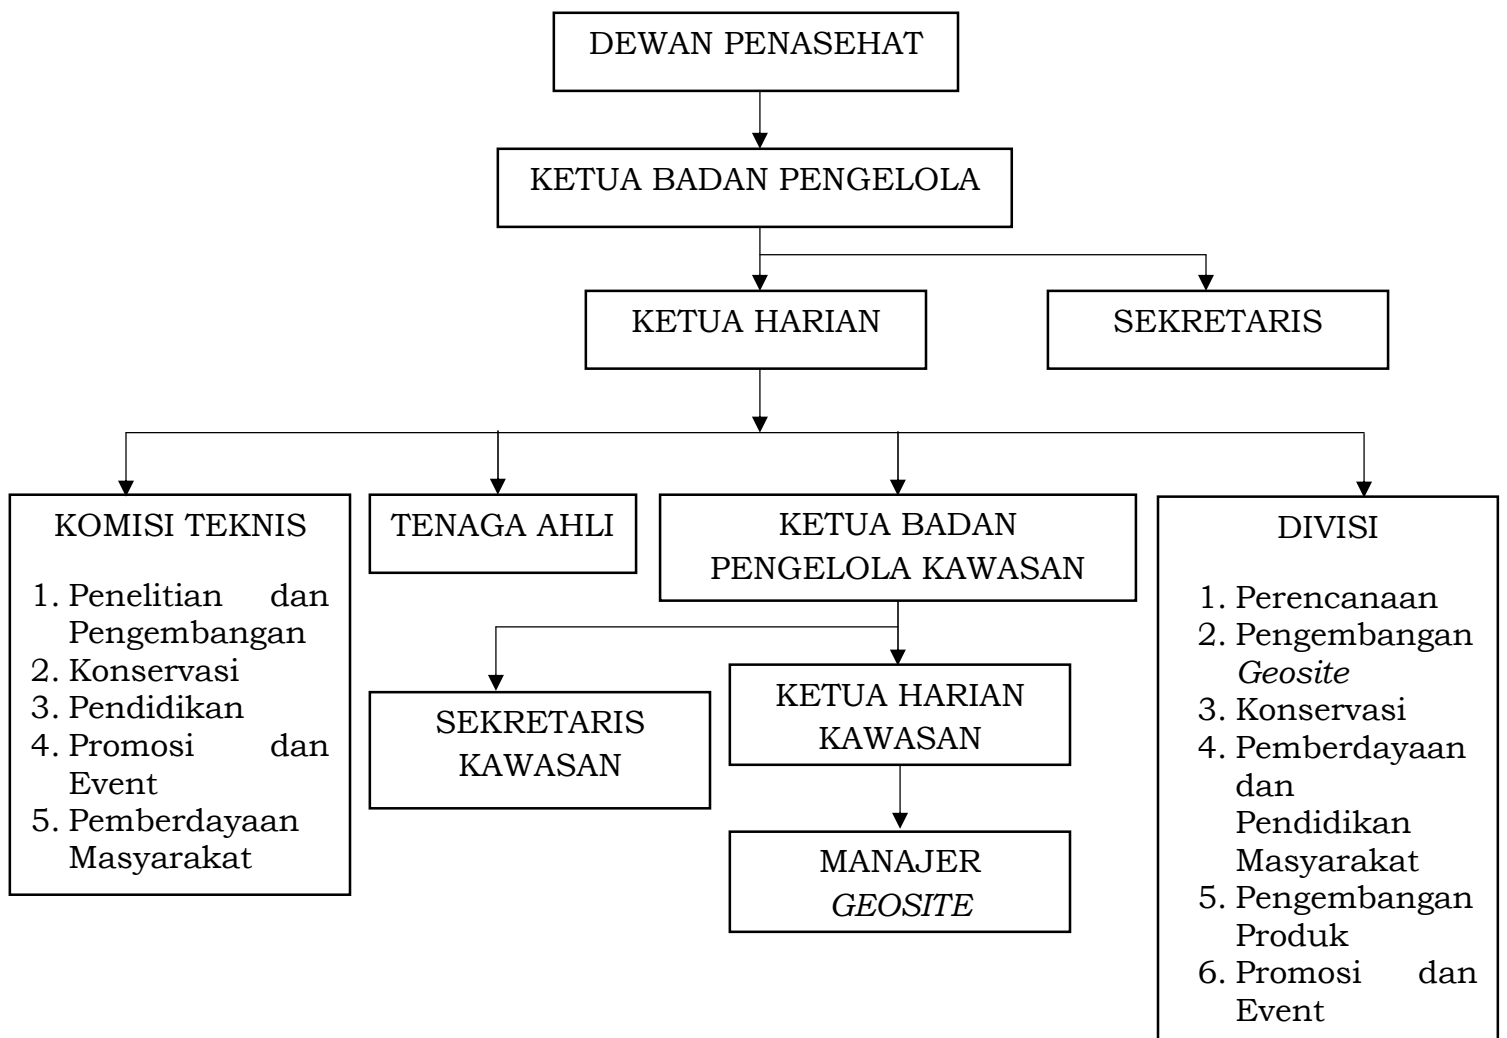 DEWAN PENASEHAT
KETUA BADAN PENGELOLA
KETUA HARIAN
SEKRETARIS
KOMISI TEKNIS
1. Penelitian dan
Pengembangan
2. Konservasi
3. Pendidikan
4. Promosi dan
Event
5. Pemberdayaan
Masyarakat
TENAGA AHLI
KETUA BADAN
PENGELOLA KAWASAN
SEKRETARIS
KAWASAN
KETUA HARIAN
KAWASAN
MANAJER
GEOSITE
DIVISI
1. Perencanaan
2. Pengembangan
Geosite
3. Konservasi
4. Pemberdayaan
dan
Pendidikan
Masyarakat
5. Pengembangan
Produk
6. Promosi dan
Event